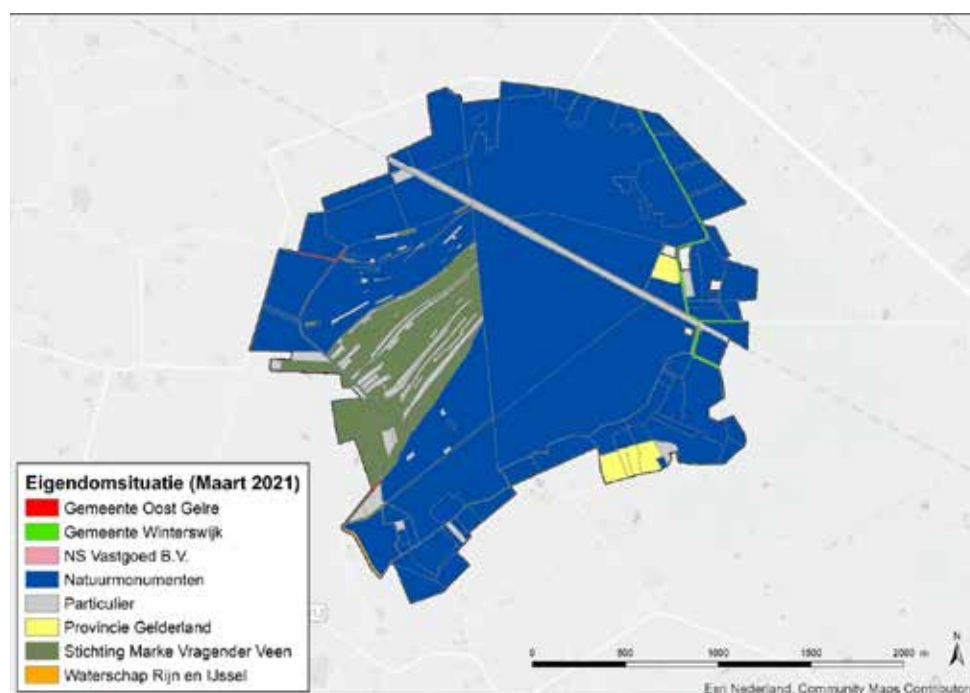 Eigendomsituatie (Maart 2021)
Gemeente Oost Gelre
Gemeente Winterswijk
NS Vastgoed B.V.
Natuurmonumenten
Particulier
Provincie Gelderland
Stichting Marke Vragender Veen
Waterschap Rijn en IJssel
0 500 1000 1500 2000 m
N
Esri Nederland, Community Maps Contributors